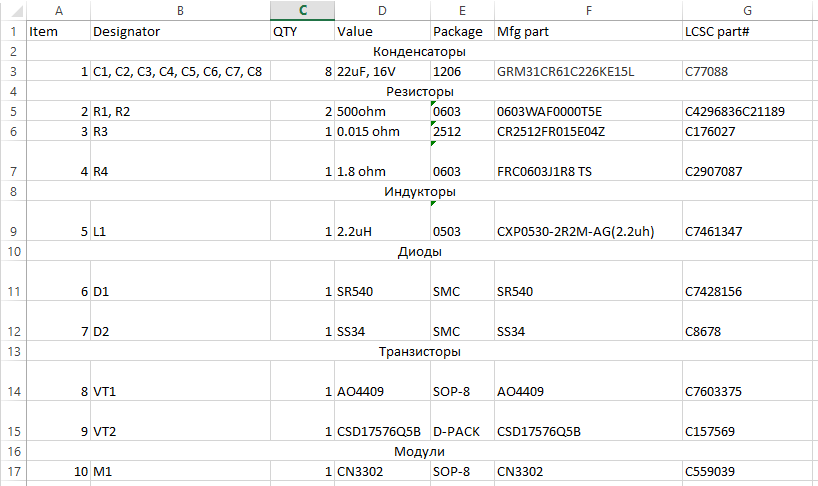 A B C D E F G
1 Item Designator QTY Value Package Mfg part LCSC part#
2 Конденсаторы
3 1 C1, C2, C3, C4, C5, C6, C7, C8 8 22uF, 16V 1206 GRM31CR61C226KE15L C77088
4 Резисторы
5 2 R1, R2 2 500ohm 0603 0603WAF0000T5E C4296836C21189
6 3 R3 1 0.015 ohm 2512 CR2512FR015E04Z C176027
7 4 R4 1 1.8 ohm 0603 FRC0603J1R8 TS C2907087
8 Индукторы
9 5 L1 1 2.2uH 0503 CXP0530-2R2M-AG(2.2uh) C7461347
10 Диоды
11 6 D1 1 SR540 SMC SR540 C7428156
12 7 D2 1 SS34 SMC SS34 C8678
13 Транзисторы
14 8 VT1 1 AO4409 SOP-8 AO4409 C7603375
15 9 VT2 1 CSD17576Q5B D-PACK CSD17576Q5B C157569
16 Модули
17 10 M1 1 CN3302 SOP-8 CN3302 C559039